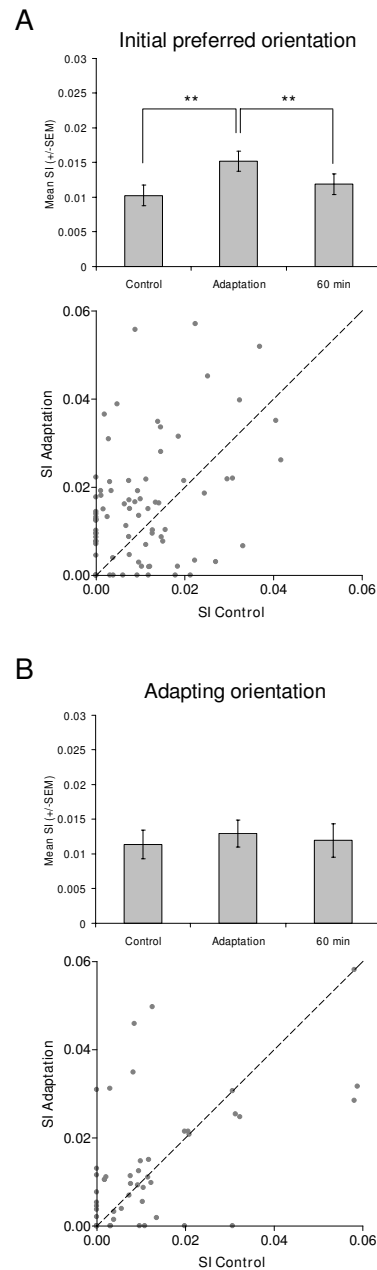 A
Initial preferred orientation
Mean SI (+/-SEM)
0.03
0.025
0.02
0.015
0.01
0.005
0
** **
Control Adaptation 60 min
SI Adaptation
0.06
0.04
0.02
0.00
0.00 0.02 0.04 0.06
SI Control
B
Adapting orientation
Mean SI (+/-SEM)
0.03
0.025
0.02
0.015
0.01
0.005
0
Control Adaptation 60 min
SI Adaptation
0.06
0.04
0.02
0.00
0.00 0.02 0.04 0.06
SI Control